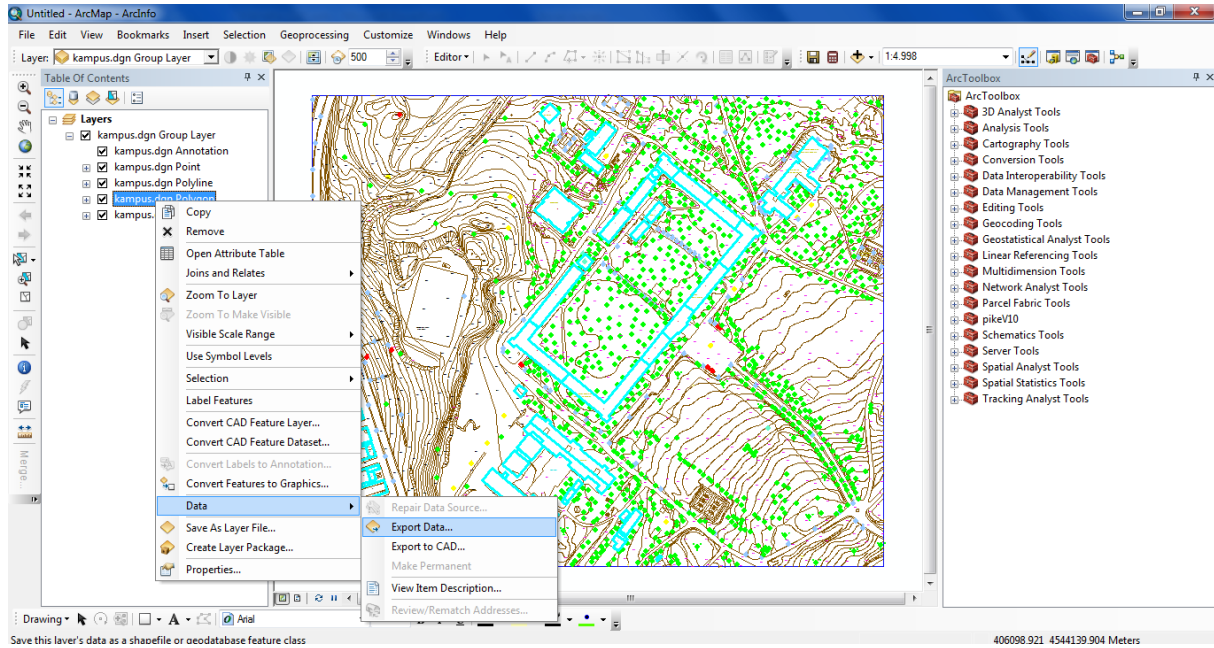 Untitled - ArcMap - ArcInfo
File Edit View Bookmarks Insert Selection Geoprocessing Customize Windows Help
Layer: kampus.dgn Group Layer 500 Editor 1:4.998
Table Of Contents
Layers
kampus.dgn Group Layer
kampus.dgn Annotation
kampus.dgn Point
kampus.dgn Polyline
kampus.dgn Polygon
kampus.
Copy
Remove
Open Attribute Table
Joins and Relates
Zoom To Layer
Zoom To Make Visible
Visible Scale Range
Use Symbol Levels
Selection
Label Features
Convert CAD Feature Layer...
Convert CAD Feature Dataset...
Convert Labels to Annotation...
Convert Features to Graphics...
Data
Save As Layer File...
Create Layer Package...
Properties...
Repair Data Source...
Export Data...
Export to CAD...
Make Permanent
View Item Description...
Review/Rematch Addresses...
Merge...
ArcToolbox
ArcToolbox
3D Analyst Tools
Analysis Tools
Cartography Tools
Conversion Tools
Data Interoperability Tools
Data Management Tools
Editing Tools
Geocoding Tools
Geostatistical Analyst Tools
Linear Referencing Tools
Multidimension Tools
Network Analyst Tools
Parcel Fabric Tools
pikeV10
Schematics Tools
Server Tools
Spatial Analyst Tools
Spatial Statistics Tools
Tracking Analyst Tools
Drawing A Arial
Save this layer's data as a shapefile or geodatabase feature class
406098.921 4544139.904 Meters